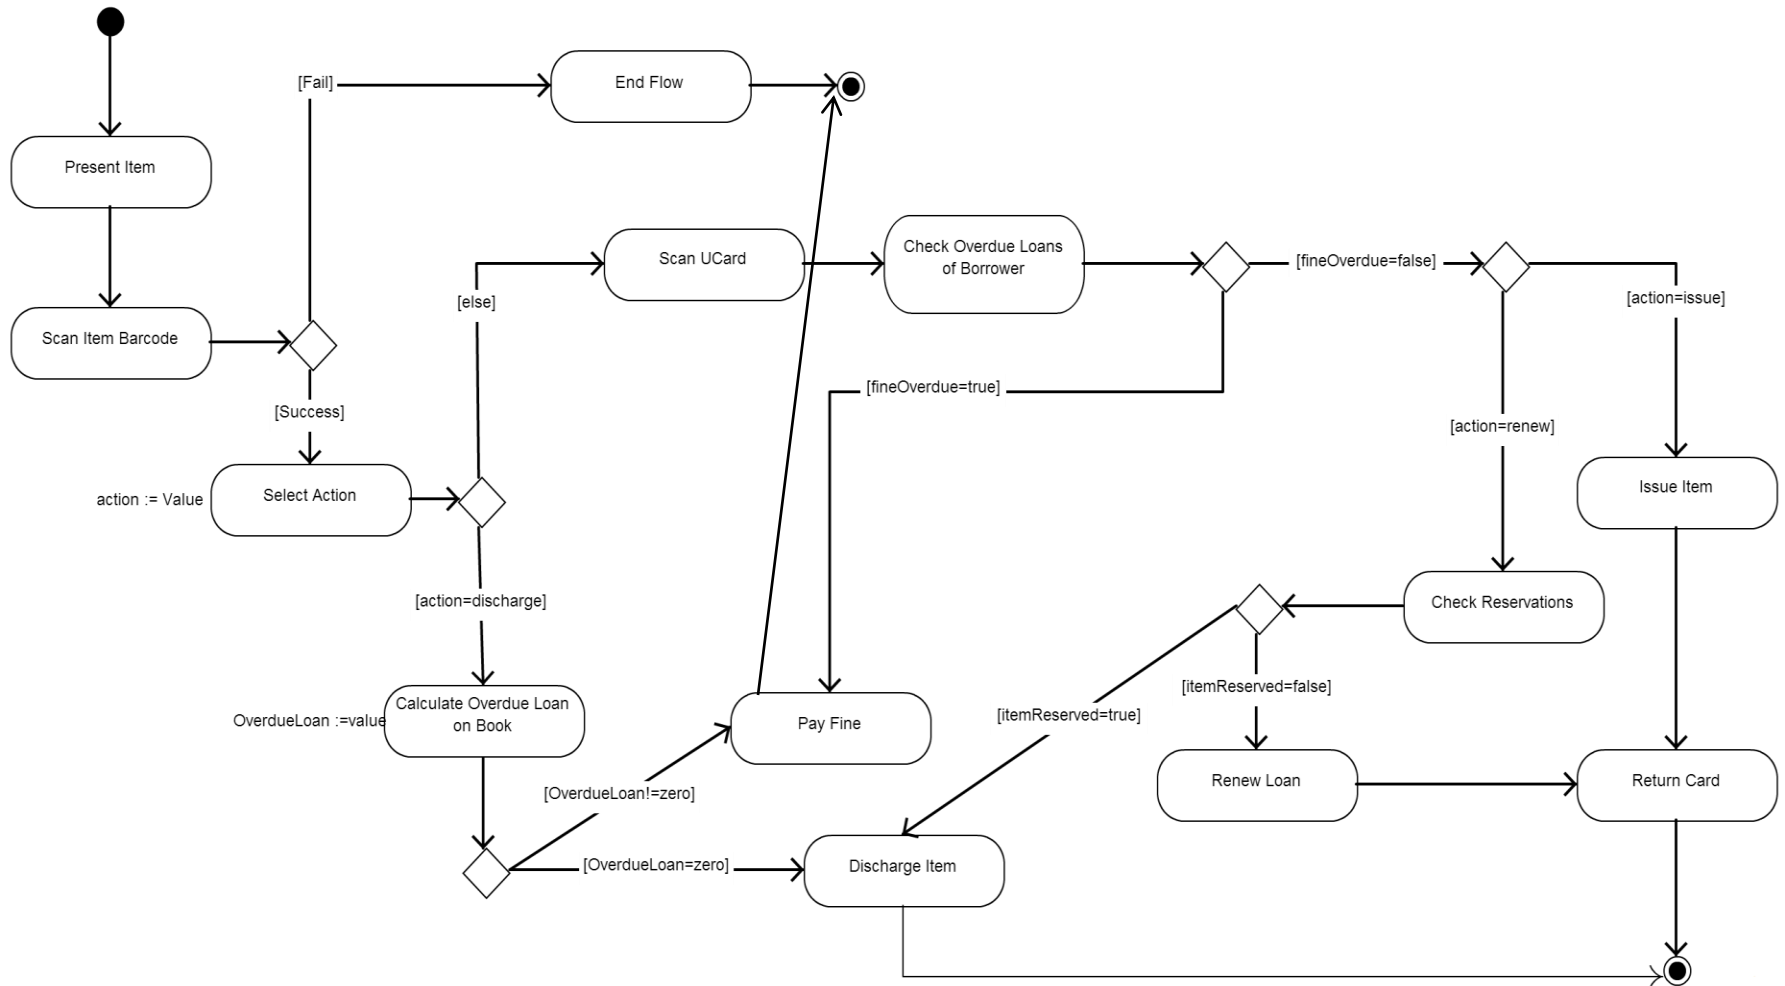 [Fail]
End Flow
Present Item
Scan UCard
Check Overdue Loans
of Borrower
[fineOverdue=false]
[else]
[action=issue]
Scan Item Barcode
[fineOverdue=true]
[Success]
[action=renew]
action := Value
Select Action
Issue Item
[action=discharge]
Check Reservations
[itemReserved=false]
Calculate Overdue Loan
on Book
OverdueLoan :=value
[itemReserved=true]
Pay Fine
Renew Loan
Return Card
[OverdueLoan!=zero]
[OverdueLoan=zero]
Discharge Item